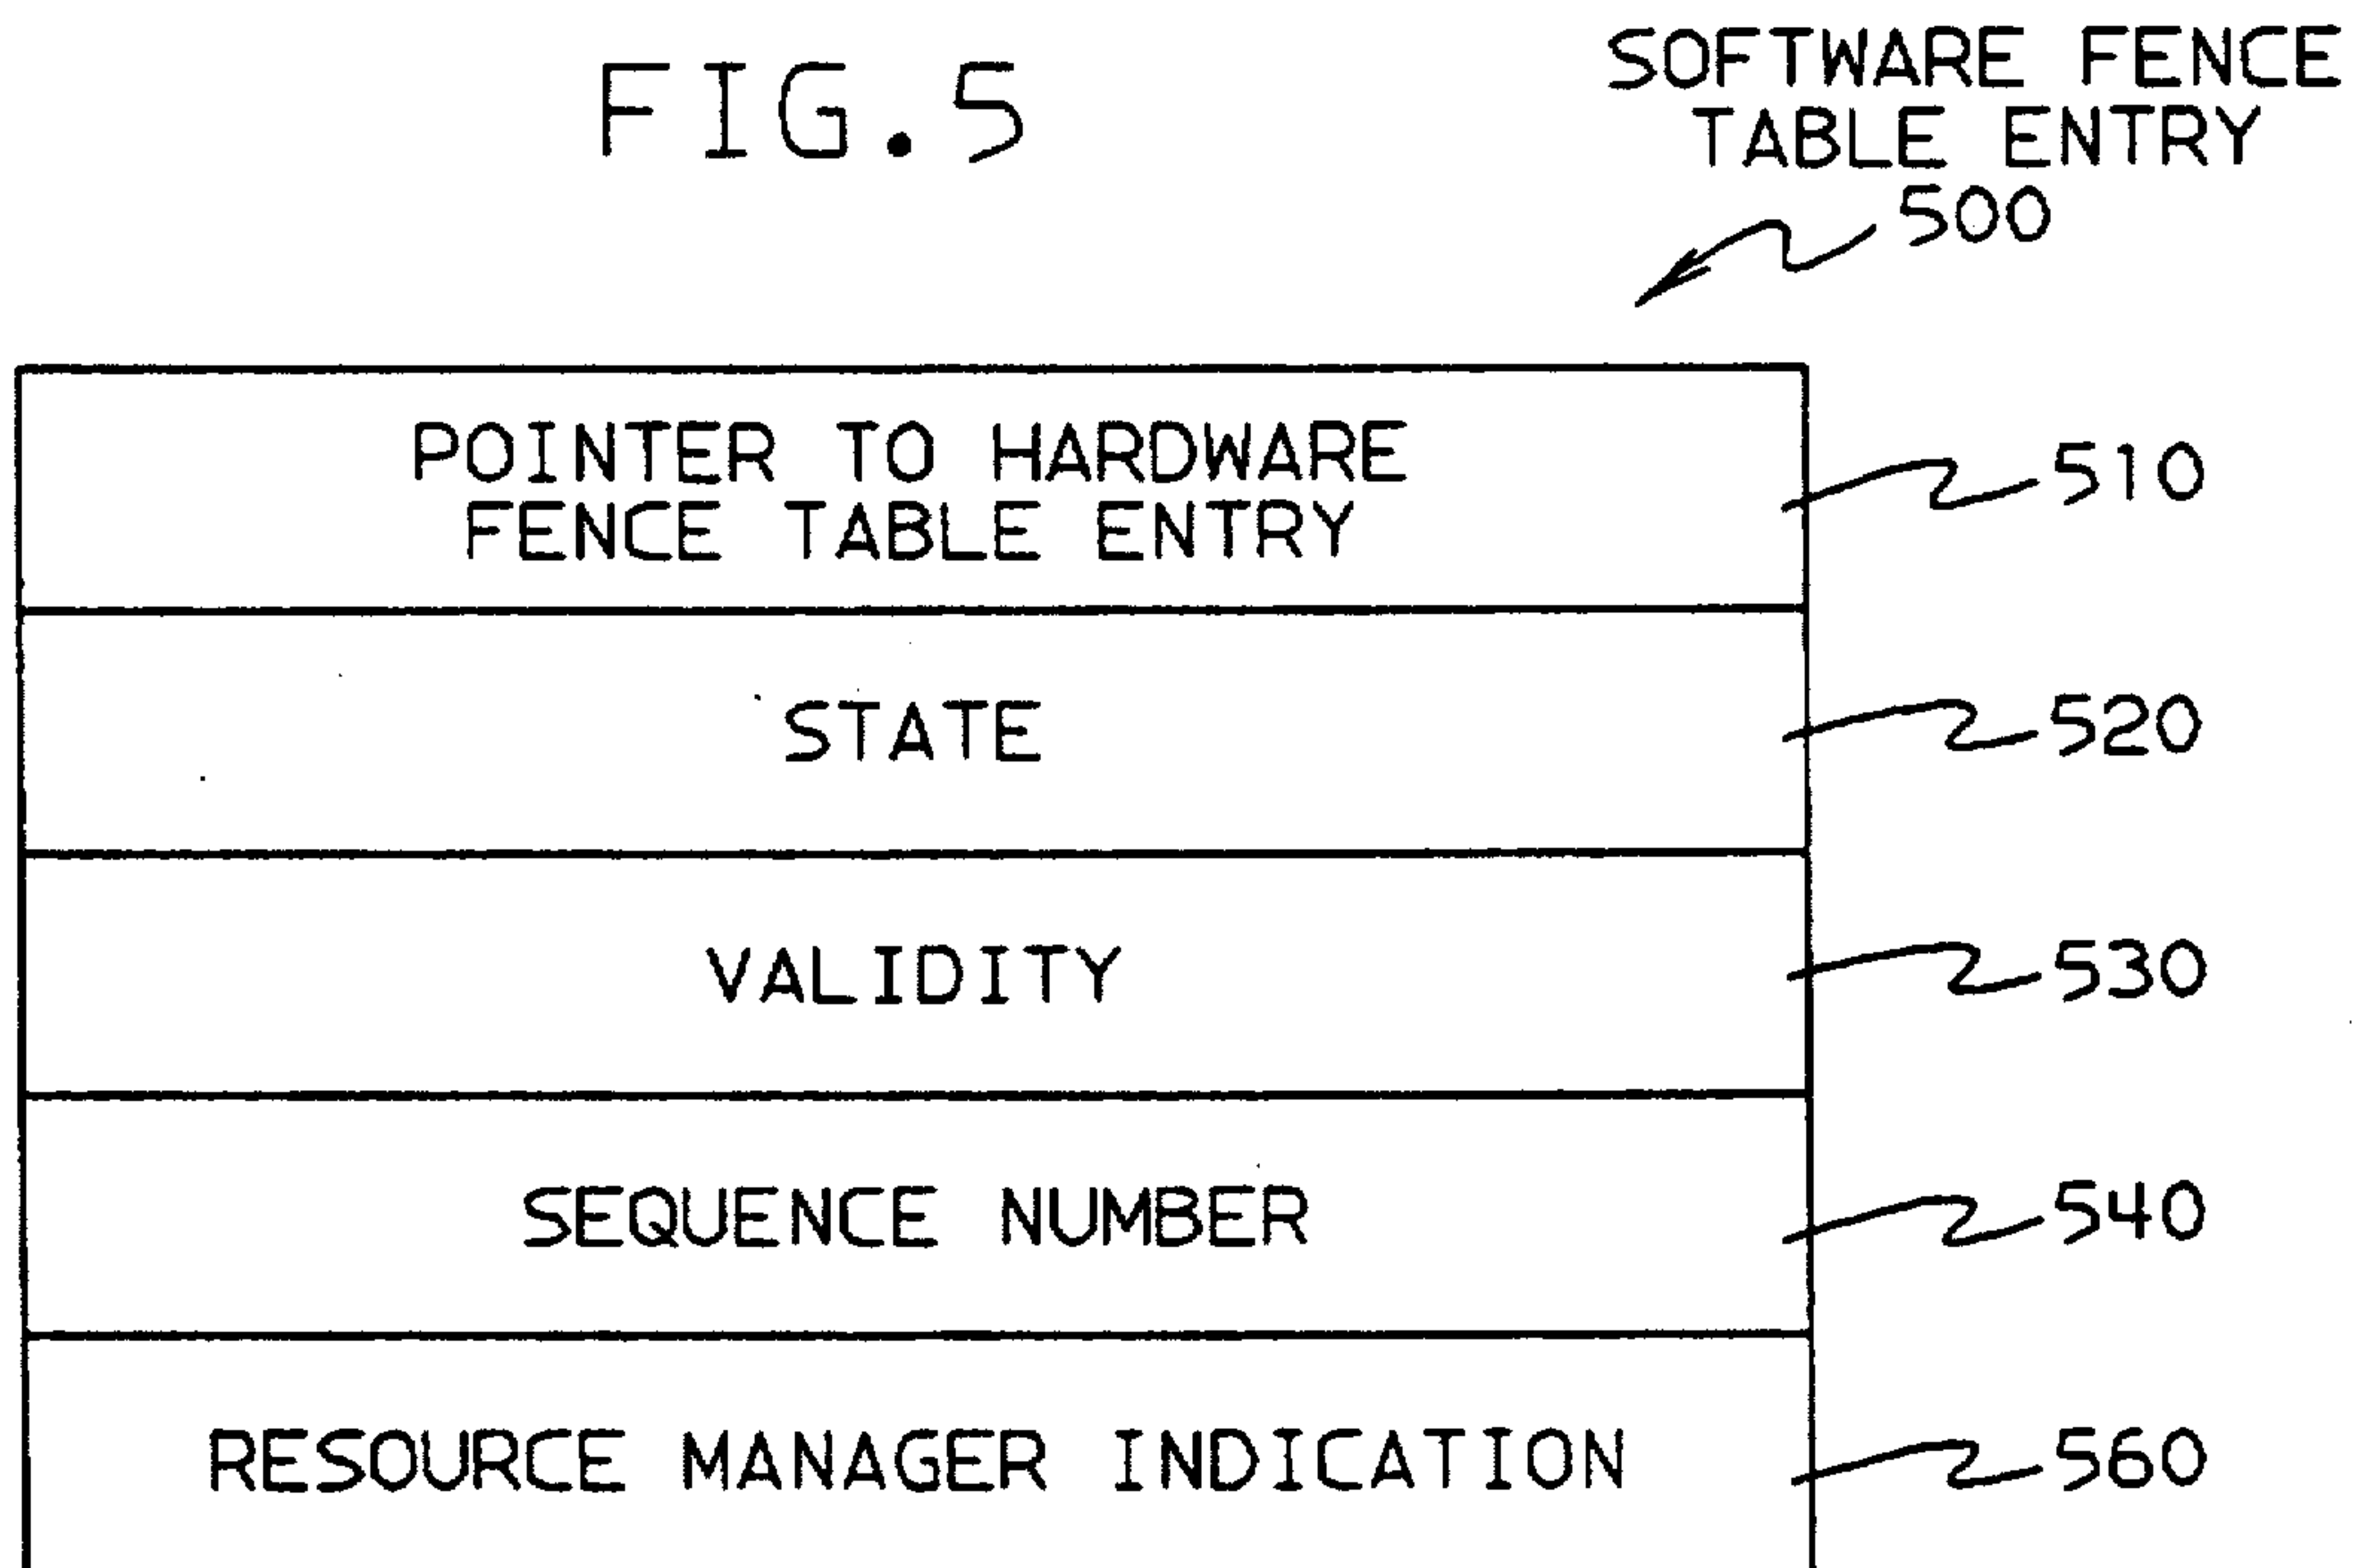 FIG.5
SOFTWARE FENCE
TABLE ENTRY
500
POINTER TO HARDWARE
FENCE TABLE ENTRY
510
STATE
520
VALIDITY
530
SEQUENCE NUMBER
540
RESOURCE MANAGER INDICATION
560